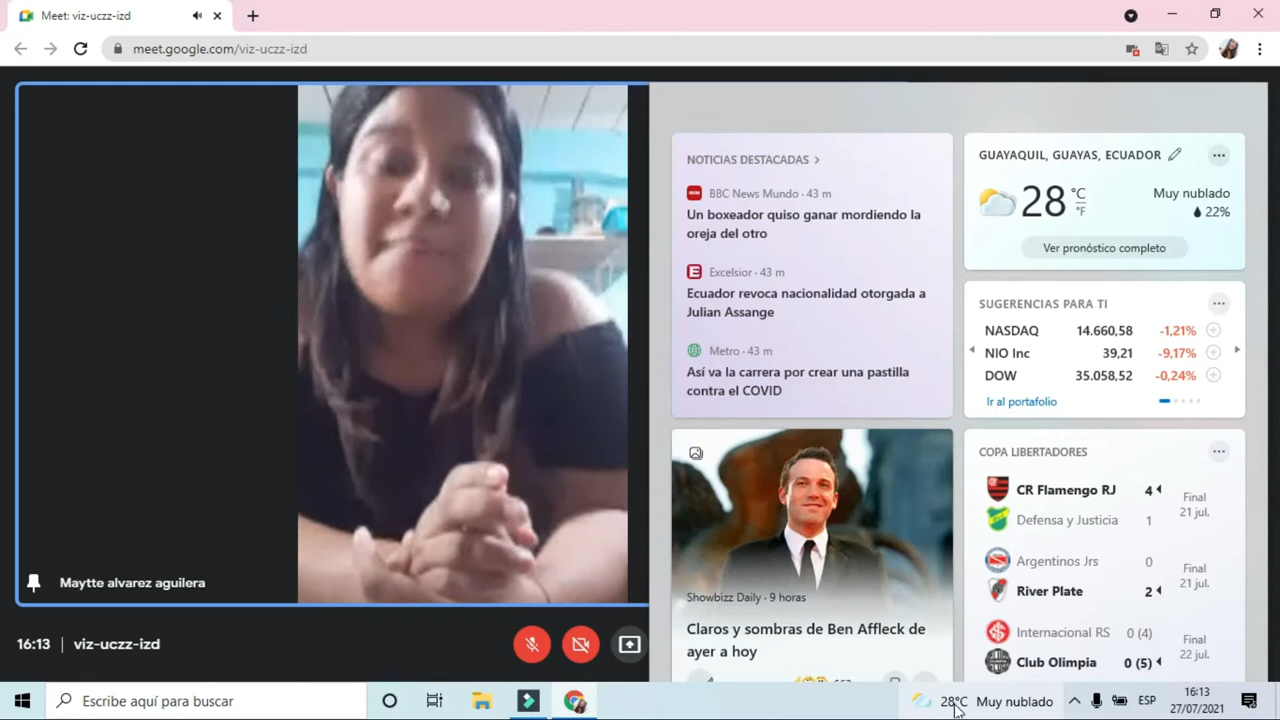 Meet: viz-uczz-izd
meet.google.com/viz-uczz-izd
Maytte alvarez aguilera
16:13 | viz-uczz-izd
NOTICIAS DESTACADAS
BBC News Mundo · 43 m
Un boxeador quiso ganar mordiendo la
oreja del otro
Excelsior · 43 m
Ecuador revoca nacionalidad otorgada a
Julian Assange
Metro · 43 m
Así va la carrera por crear una pastilla
contra el COVID
Showbizz Daily · 9 horas
Claros y sombras de Ben Affleck de
ayer a hoy
GUAYAQUIL, GUAYAS, ECUADOR
28 °C °F
Muy nublado
22%
Ver pronóstico completo
SUGERENCIAS PARA TI
NASDAQ 14.660,58 -1,21%
NIO Inc 39,21 -9,17%
DOW 35.058,52 -0,24%
Ir al portafolio
COPA LIBERTADORES
CR Flamengo RJ 4
Defensa y Justicia 1
Final
21 jul.
Argentinos Jrs 0
River Plate 2
Final
21 jul.
Internacional RS 0 (4)
Club Olimpia 0 (5)
Final
22 jul.
Escribe aquí para buscar
28°C Muy nublado
ESP
16:13
27/07/2021